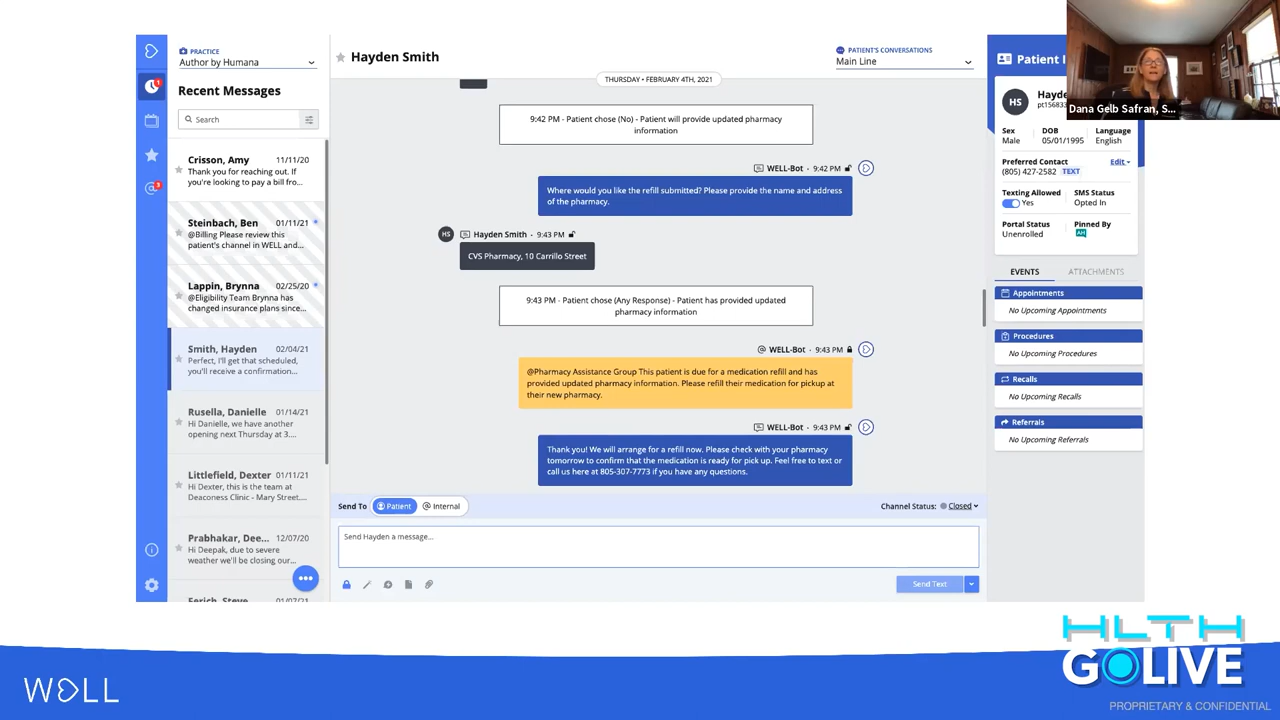 PRACTICE
Author by Humana
Recent Messages
Search
Crisson, Amy 11/11/20
Thank you for reaching out. If
you're looking to pay a bill fro...
Steinbach, Ben 01/11/21
@Billing Please review this
patient's channel in WELL and...
Lappin, Brynna 02/25/20
@Eligibility Team Brynna has
changed insurance plans since...
Smith, Hayden 02/04/21
Perfect, I'll get that scheduled,
you'll receive a confirmation...
Rusella, Danielle 01/14/21
Hi Danielle, we have another
opening next Thursday at 3....
Littlefield, Dexter 01/11/21
Hi Dexter, this is the team at
Deaconess Clinic - Mary Street....
Prabhakar, Dee... 12/07/20
Hi Deepak, due to severe
weather we'll be closing our...
1
3
Hayden Smith
PATIENT'S CONVERSATIONS
Main Line
THURSDAY • FEBRUARY 4TH, 2021
9:42 PM - Patient chose (No) - Patient will provide updated pharmacy
information
WELL-Bot • 9:42 PM
Where would you like the refill submitted? Please provide the name and address
of the pharmacy.
HS Hayden Smith • 9:43 PM
CVS Pharmacy, 10 Carrillo Street
9:43 PM - Patient chose (Any Response) - Patient has provided updated
pharmacy information
@ WELL-Bot • 9:43 PM
@Pharmacy Assistance Group This patient is due for a medication refill and has
provided updated pharmacy information. Please refill their medication for pickup at
their new pharmacy.
WELL-Bot • 9:43 PM
Thank you! We will arrange for a refill now. Please check with your pharmacy
tomorrow to confirm that the medication is ready for pick up. Feel free to text or
call us here at 805-307-7773 if you have any questions.
Send To Patient @ Internal
Channel Status: Closed
Send Hayden a message...
Send Text
Patient I
HS
Hayde
pt15683
Sex DOB Language
Male 05/01/1995 English
Preferred Contact Edit
(805) 427-2582 TEXT
Texting Allowed SMS Status
Yes Opted In
Portal Status Pinned By
Unenrolled AH
EVENTS ATTACHMENTS
Appointments
No Upcoming Appointments
Procedures
No Upcoming Procedures
Recalls
No Upcoming Recalls
Referrals
No Upcoming Referrals
Dana Gelb Safran, S...
WELL
HLTH
GOLIVE
PROPRIETARY & CONFIDENTIAL